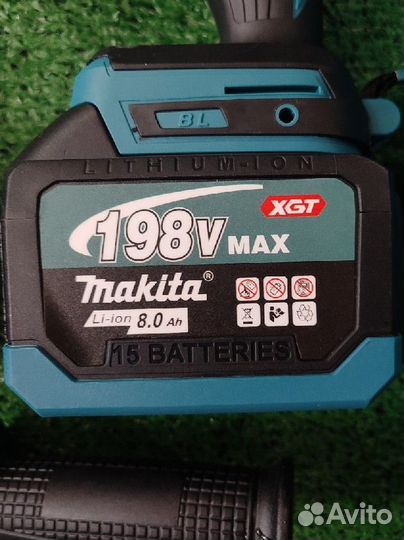 BL
LITHIUM-ION
XGT
198V MAX
makita®
Li-ion 8.0 Ah
15 BATTERIES
Avito